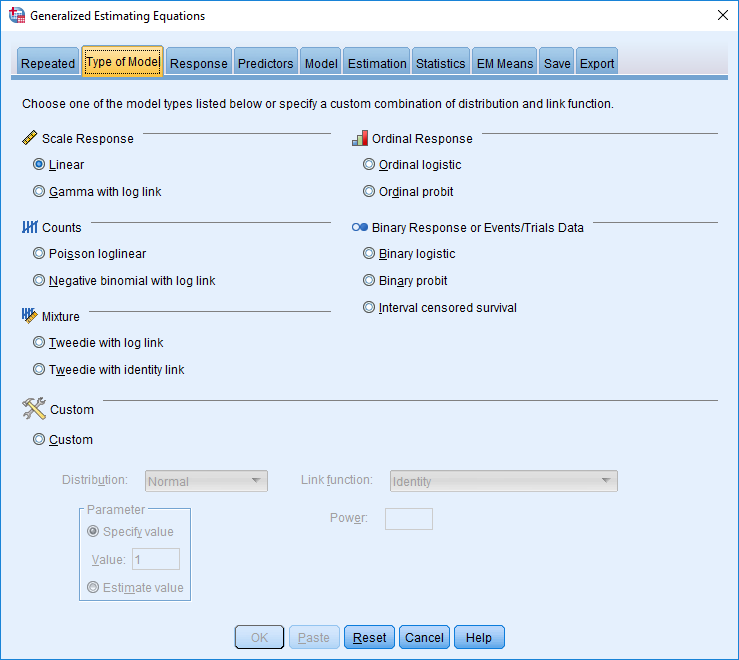 Generalized Estimating Equations
Repeated Type of Model Response Predictors Model Estimation Statistics EM Means Save Export
Choose one of the model types listed below or specify a custom combination of distribution and link function.
Scale Response
Linear
Gamma with log link
Counts
Poisson loglinear
Negative binomial with log link
Mixture
Tweedie with log link
Tweedie with identity link
Ordinal Response
Ordinal logistic
Ordinal probit
Binary Response or Events/Trials Data
Binary logistic
Binary probit
Interval censored survival
Custom
Custom
Distribution: Normal
Link function: Identity
Parameter
Specify value
Value: 1
Estimate value
Power:
OK Paste Reset Cancel Help